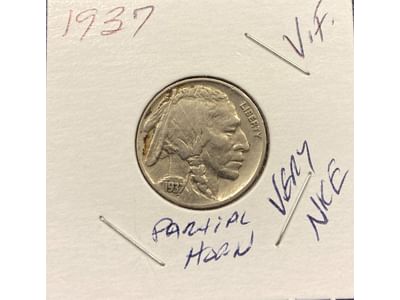 1937
V.F.
LIBERTY
1937
PARTIAL
HORN
VERY
NICE